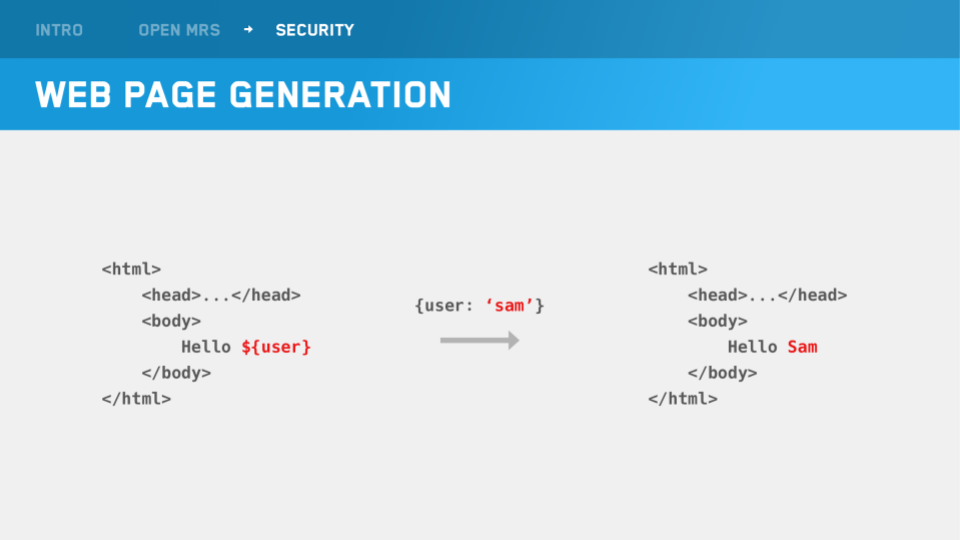 INTRO OPEN MRS → SECURITY
WEB PAGE GENERATION
<html>
<head>...</head>
<body>
Hello ${user}
</body>
</html>
{user: ‘sam’}
<html>
<head>...</head>
<body>
Hello Sam
</body>
</html>